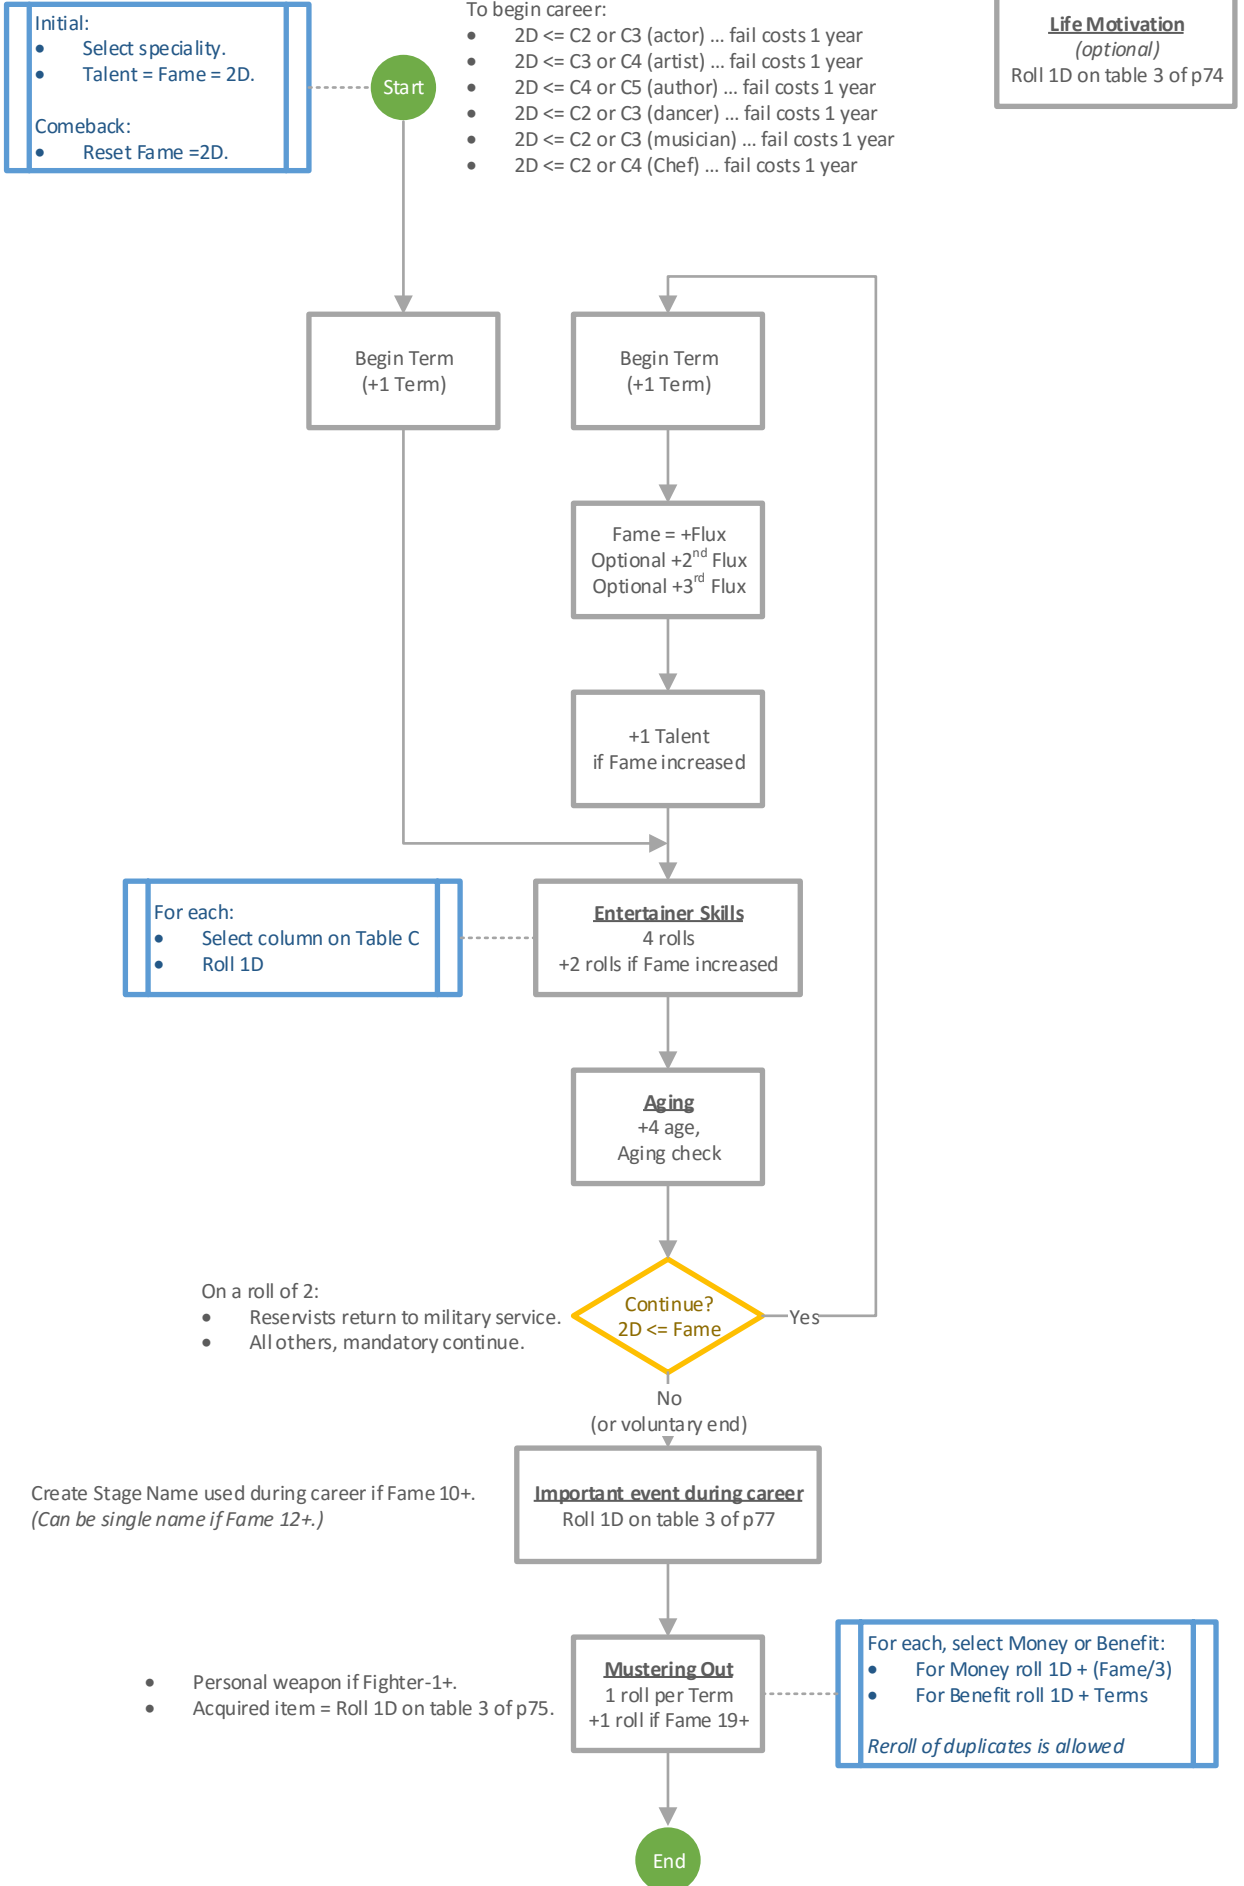 Initial:
• Select speciality.
• Talent = Fame = 2D.
Comeback:
• Reset Fame =2D.
Start
To begin career:
• 2D <= C2 or C3 (actor) ... fail costs 1 year
• 2D <= C3 or C4 (artist) ... fail costs 1 year
• 2D <= C4 or C5 (author) ... fail costs 1 year
• 2D <= C2 or C3 (dancer) ... fail costs 1 year
• 2D <= C2 or C3 (musician) ... fail costs 1 year
• 2D <= C2 or C4 (Chef) ... fail costs 1 year
Life Motivation
(optional)
Roll 1D on table 3 of p74
Begin Term
(+1 Term)
Begin Term
(+1 Term)
Fame = +Flux
Optional +2nd Flux
Optional +3rd Flux
+1 Talent
if Fame increased
For each:
• Select column on Table C
• Roll 1D
Entertainer Skills
4 rolls
+2 rolls if Fame increased
Aging
+4 age,
Aging check
On a roll of 2:
• Reservists return to military service.
• All others, mandatory continue.
Continue?
2D <= Fame
Yes
No
(or voluntary end)
Create Stage Name used during career if Fame 10+.
(Can be single name if Fame 12+.)
Important event during career
Roll 1D on table 3 of p77
• Personal weapon if Fighter-1+.
• Acquired item = Roll 1D on table 3 of p75.
Mustering Out
1 roll per Term
+1 roll if Fame 19+
For each, select Money or Benefit:
• For Money roll 1D + (Fame/3)
• For Benefit roll 1D + Terms
Reroll of duplicates is allowed
End